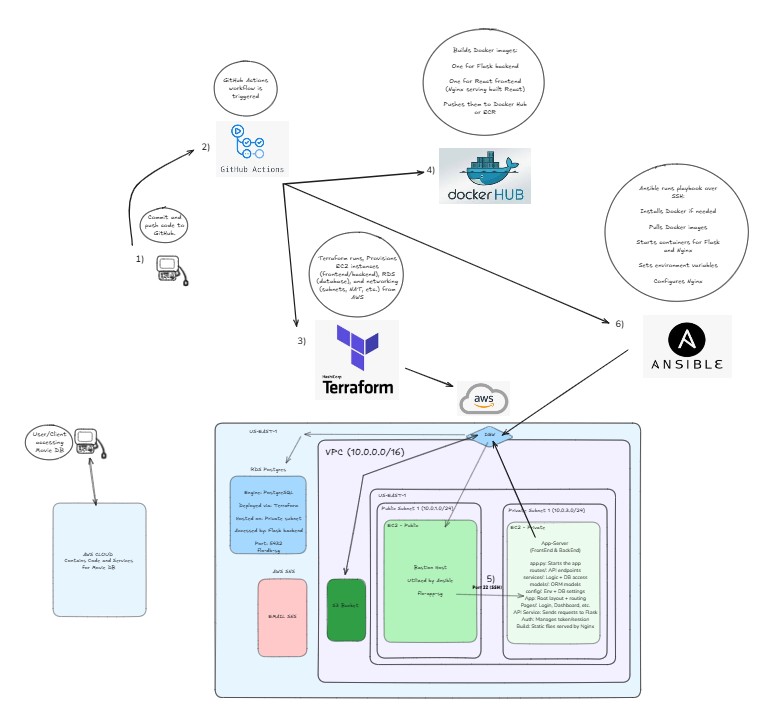 Builds Docker images:
One for Flask backend
One for React frontend
(Nginx serving built React)
Pushes them to Docker Hub
or ECR
GitHub Actions
workflow is
triggered
2)
GitHub Actions
4)
docker HUB
Ansible runs playbook over
SSH:
Installs Docker if needed
Pulls Docker images
Starts containers for Flask
and Nginx
Sets environment variables
Configures Nginx
Commit and
push code to
GitHub.
1)
Terraform runs, Provisions
EC2 instances
(frontend/backend), RDS
(database), and networking
(subnets, NAT, etc.) from
AWS
3)
HashiCorp
Terraform
6)
ANSIBLE
aws
User/Client
accessing
Movie DB
AWS CLOUD
Contains Code and Services
for Movie DB
US-EAST-1
IGW
VPC (10.0.0.0/16)
RDS Postgres
Engine: PostgreSQL
Deployed via: Terraform
Hosted on: Private subnet
Accessed by: Flask backend
Port: 5432
US-EAST-1
Public Subnet 1 (10.0.1.0/24)
Private Subnet 1 (10.0.3.0/24)
EC2 - Public
Bastion Host
Utilized by Ansible
EC2 - Private
App-Server
(FrontEnd & BackEnd)
app.py: Starts the app
routes/: API endpoints
services/: Logic + DB access
models/: ORM models
config/: Env + DB settings
App: Root layout + routing
Pages/: Login, Dashboard, etc.
API Service: Sends requests to Flask
Auth: Manages token/session
Build: Static files served by Nginx
5)
Port 22 (SSH)
AWS SES
EMAIL SES
S3 Bucket